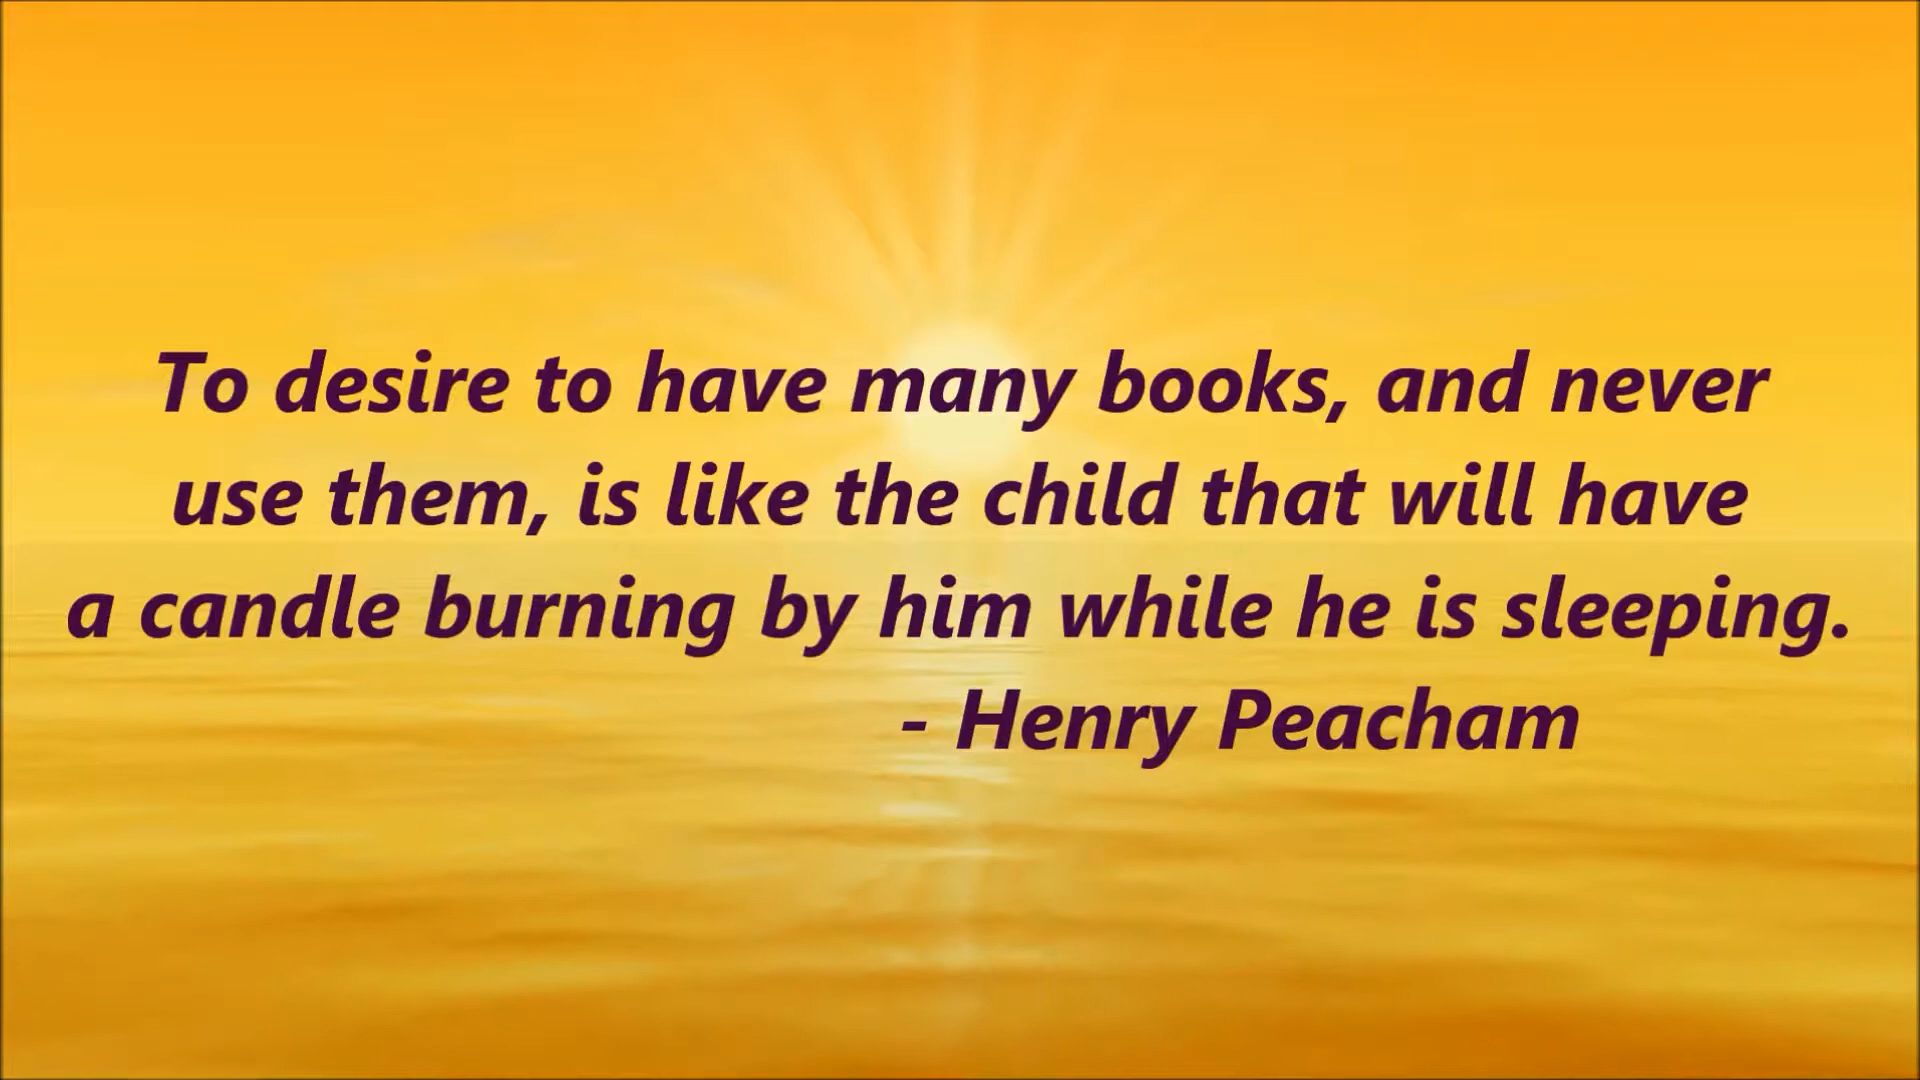 To desire to have many books, and never
use them, is like the child that will have
a candle burning by him while he is sleeping.
- Henry Peacham